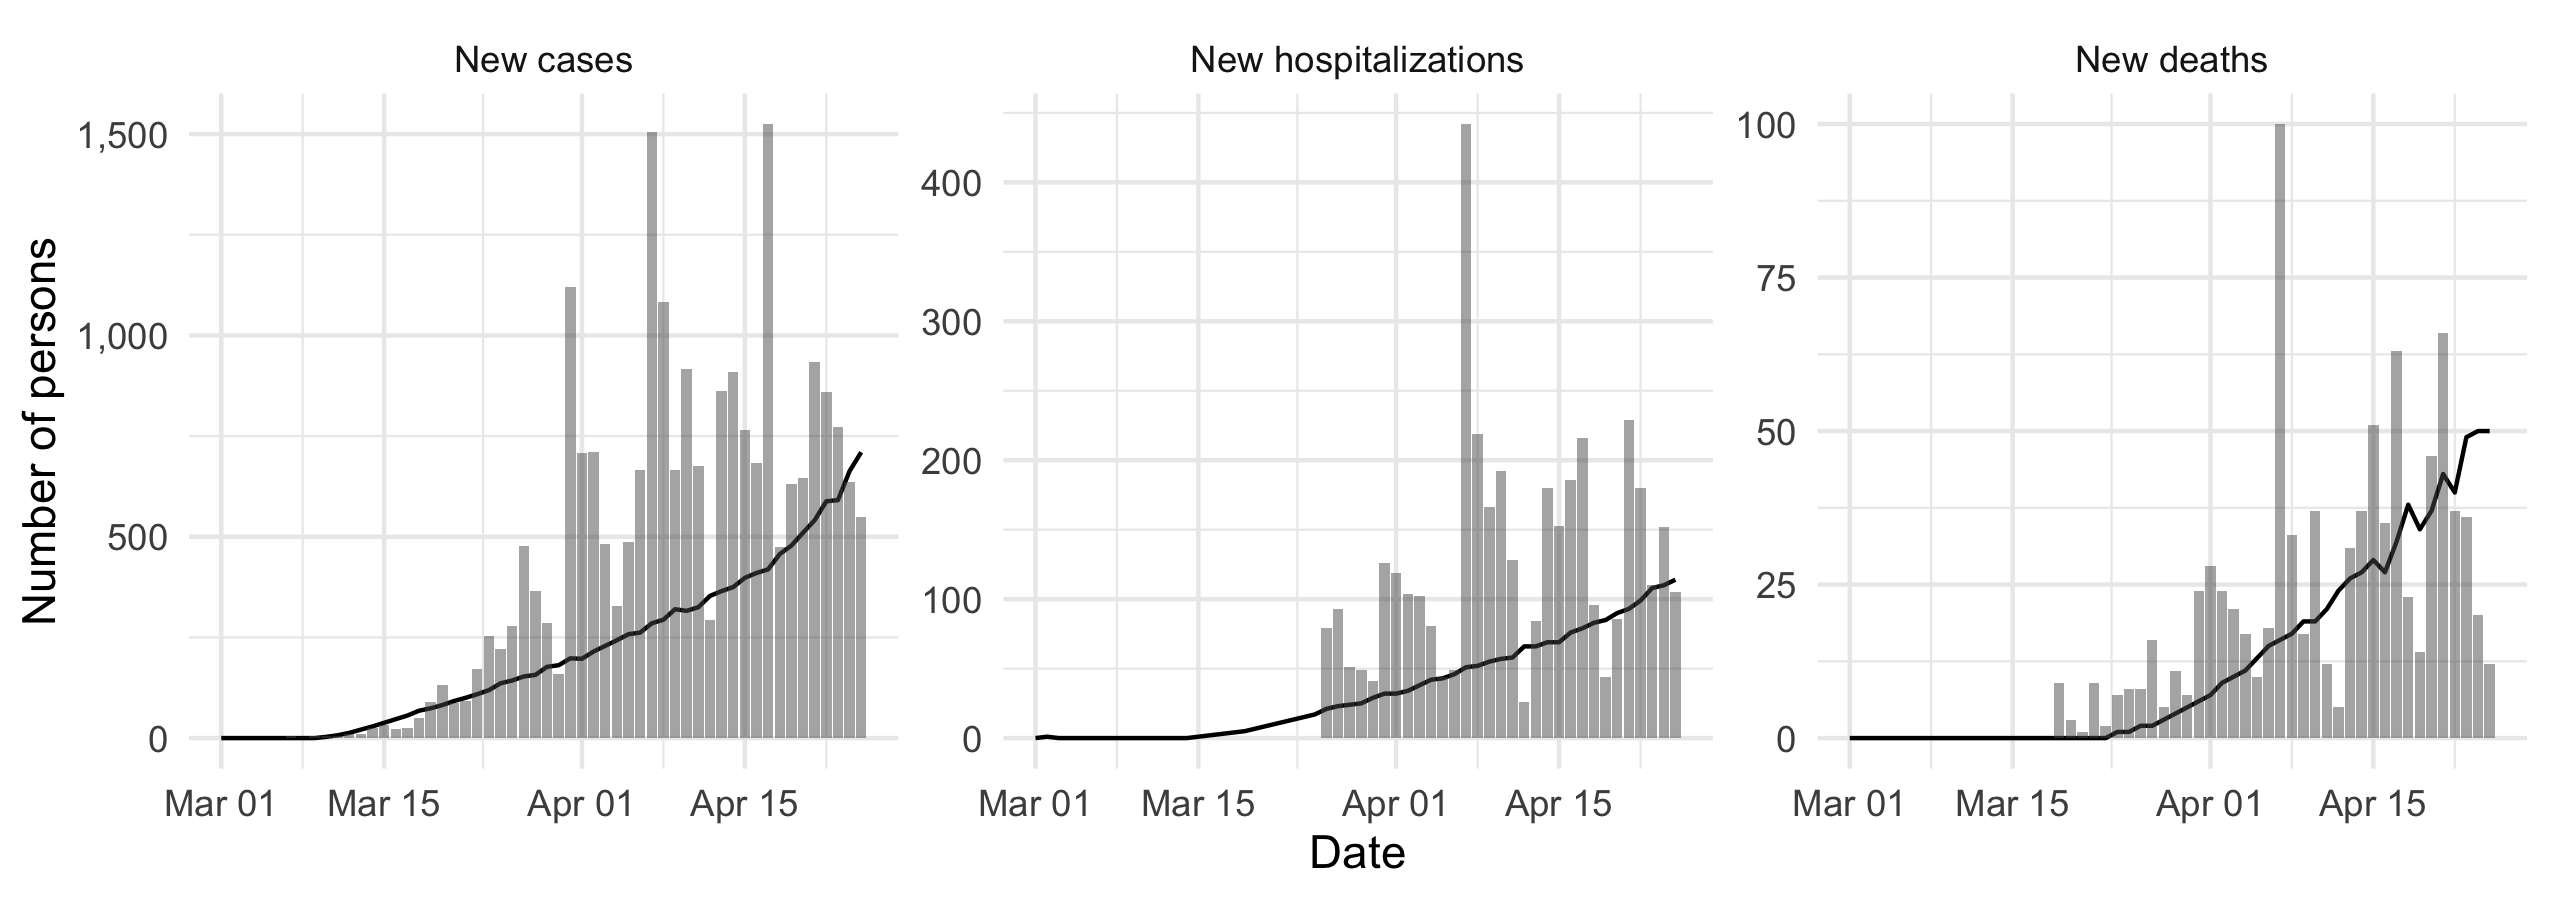 New cases
New hospitalizations
New deaths
Number of persons
1,500
1,000
500
0
400
300
200
100
0
100
75
50
25
0
Mar 01 Mar 15 Apr 01 Apr 15
Mar 01 Mar 15 Apr 01 Apr 15
Mar 01 Mar 15 Apr 01 Apr 15
Date